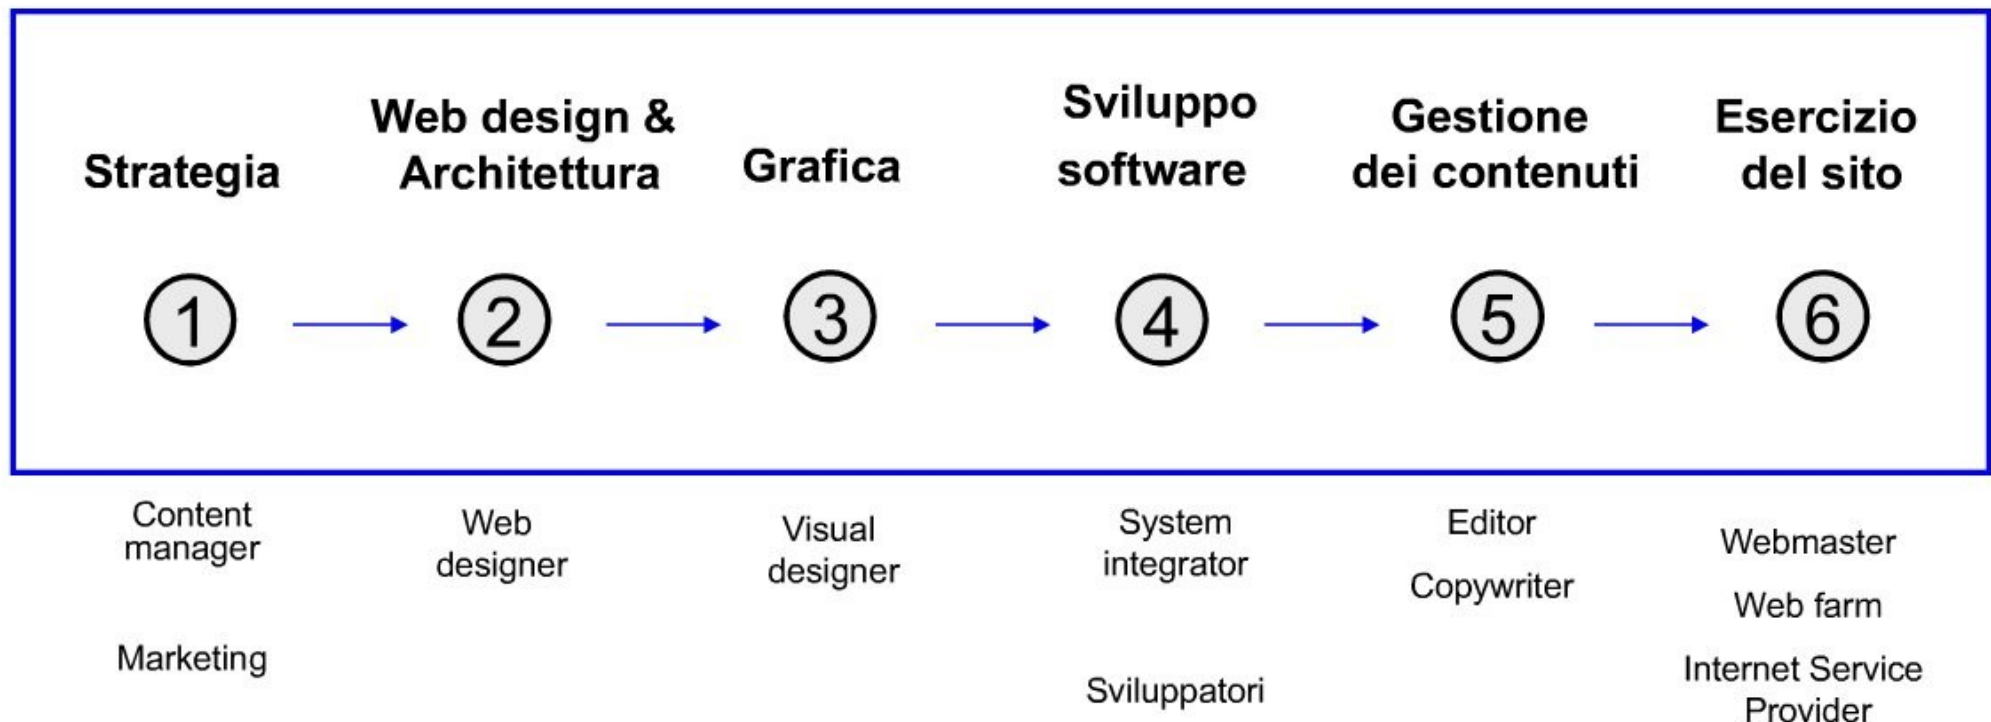 Strategia
Web design &
Architettura
Grafica
Sviluppo
software
Gestione
dei contenuti
Esercizio
del sito
1
2
3
4
5
6
Content
manager
Marketing
Web
designer
Visual
designer
System
integrator
Sviluppatori
Editor
Copywriter
Webmaster
Web farm
Internet Service
Provider